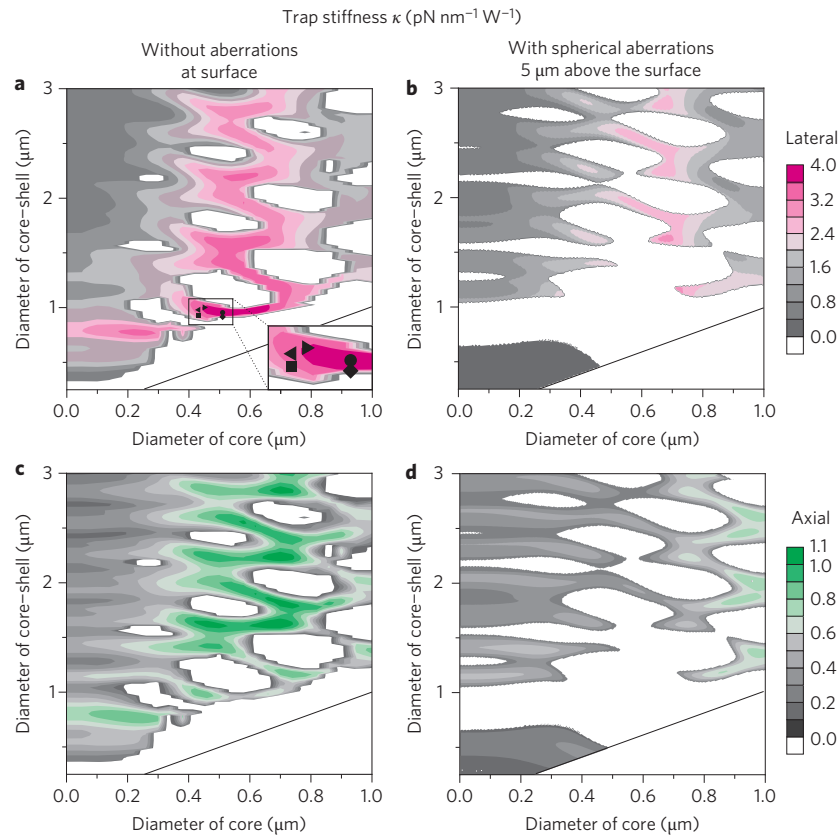 Trap stiffness κ (pN nm⁻¹ W⁻¹)
Without aberrations
at surface
With spherical aberrations
5 μm above the surface
a
b
3
2
1
Diameter of core–shell (μm)
0.0 0.2 0.4 0.6 0.8 1.0
Diameter of core (μm)
3
2
1
Diameter of core–shell (μm)
0.0 0.2 0.4 0.6 0.8 1.0
Diameter of core (μm)
Lateral
4.0
3.2
2.4
1.6
0.8
0.0
c
d
3
2
1
Diameter of core–shell (μm)
0.0 0.2 0.4 0.6 0.8 1.0
Diameter of core (μm)
3
2
1
Diameter of core–shell (μm)
0.0 0.2 0.4 0.6 0.8 1.0
Diameter of core (μm)
Axial
1.1
1.0
0.8
0.6
0.4
0.2
0.0